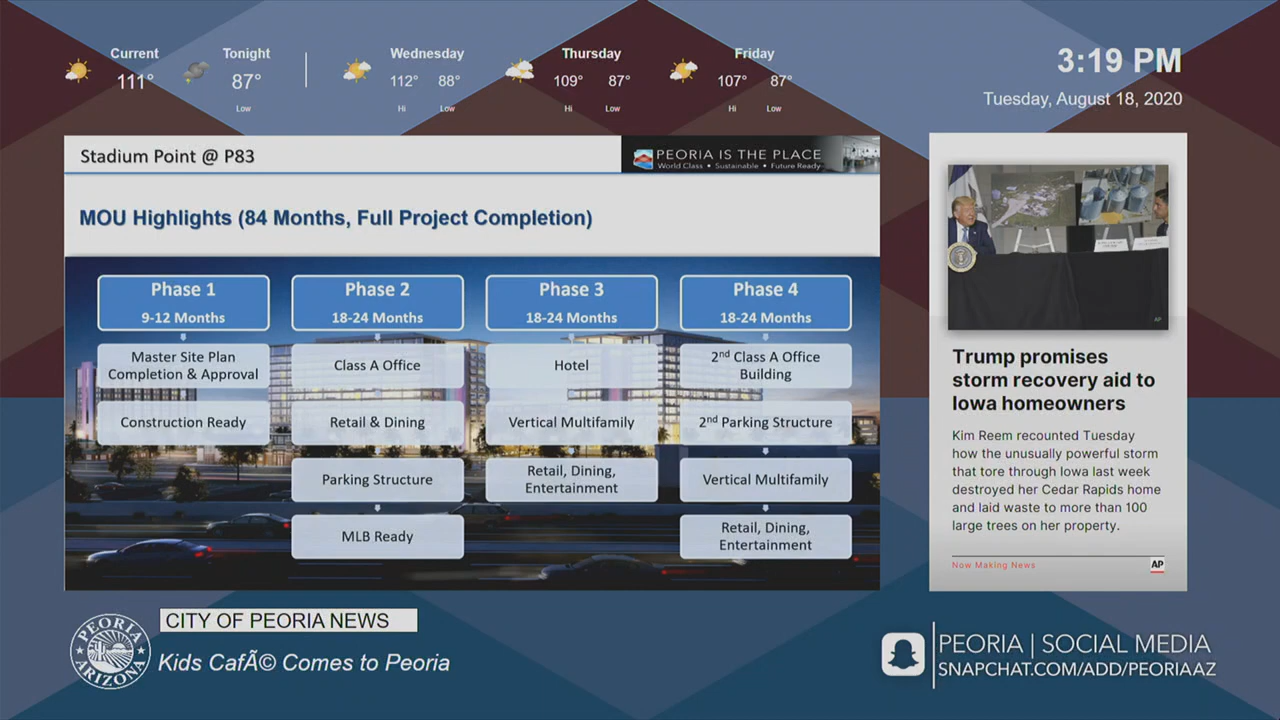 Current
111°
Tonight
87°
Low
Wednesday
112° 88°
Hi Low
Thursday
109° 87°
Hi Low
Friday
107° 87°
Hi Low
3:19 PM
Tuesday, August 18, 2020
Stadium Point @ P83
PEORIA IS THE PLACE
World Class • Sustainable • Future Ready
MOU Highlights (84 Months, Full Project Completion)
Phase 1
9-12 Months
Master Site Plan
Completion & Approval
Construction Ready
Phase 2
18-24 Months
Class A Office
Retail & Dining
Parking Structure
MLB Ready
Phase 3
18-24 Months
Hotel
Vertical Multifamily
Retail, Dining,
Entertainment
Phase 4
18-24 Months
2nd Class A Office
Building
2nd Parking Structure
Vertical Multifamily
Retail, Dining,
Entertainment
AP
Trump promises
storm recovery aid to
Iowa homeowners
Kim Reem recounted Tuesday
how the unusually powerful storm
that tore through Iowa last week
destroyed her Cedar Rapids home
and laid waste to more than 100
large trees on her property.
Now Making News
AP
PEORIA
ARIZONA
CITY OF PEORIA NEWS
Kids CafÃ© Comes to Peoria
PEORIA | SOCIAL MEDIA
SNAPCHAT.COM/ADD/PEORIAAZ